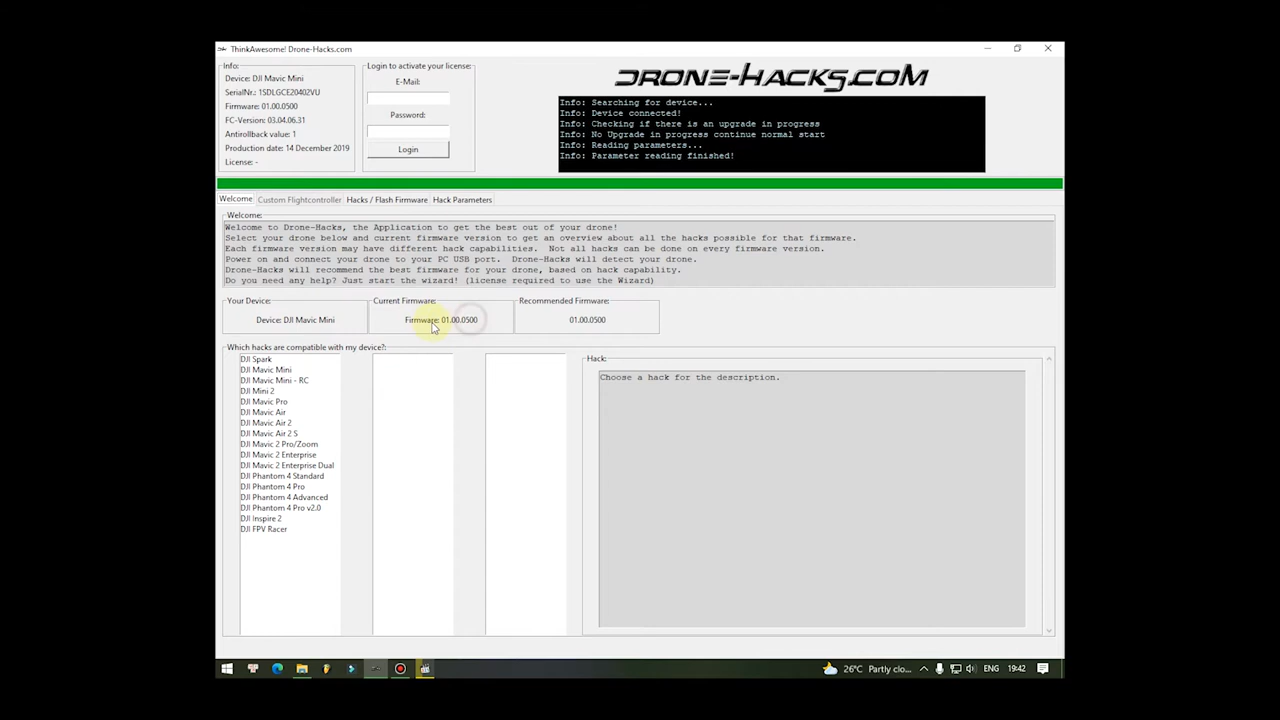 ThinkAwesome! Drone-Hacks.com
Info:
Device: DJI Mavic Mini
SerialNr.: 1SDLGCE20402VU
Firmware: 01.00.0500
FC-Version: 03.04.06.31
Antirollback value: 1
Production date: 14 December 2019
License: -
Login to activate your license:
E-Mail:
Password:
Login
DRONE-HACKS.COM
Info: Searching for device...
Info: Device connected!
Info: Checking if there is an upgrade in progress
Info: No Upgrade in progress continue normal start
Info: Reading parameters...
Info: Parameter reading finished!
Welcome Custom Flightcontroller Hacks / Flash Firmware Hack Parameters
Welcome:
Welcome to Drone-Hacks, the Application to get the best out of your drone!
Select your drone below and current firmware version to get an overview about all the hacks possible for that firmware.
Each firmware version may have different hack capabilities. Not all hacks can be done on every firmware version.
Power on and connect your drone to your PC USB port. Drone-Hacks will detect your drone.
Drone-Hacks will recommend the best firmware for your drone, based on hack capability.
Do you need any help? Just start the wizard! (license required to use the Wizard)
Your Device:
Device: DJI Mavic Mini
Current Firmware:
Firmware: 01.00.0500
Recommended Firmware:
01.00.0500
Which hacks are compatible with my device?:
DJI Spark
DJI Mavic Mini
DJI Mavic Mini - RC
DJI Mini 2
DJI Mavic Pro
DJI Mavic Air
DJI Mavic Air 2
DJI Mavic Air 2 S
DJI Mavic 2 Pro/Zoom
DJI Mavic 2 Enterprise
DJI Mavic 2 Enterprise Dual
DJI Phantom 4 Standard
DJI Phantom 4 Pro
DJI Phantom 4 Advanced
DJI Phantom 4 Pro v2.0
DJI Inspire 2
DJI FPV Racer
Hack:
Choose a hack for the description.
26°C Partly clo... ENG 19:42